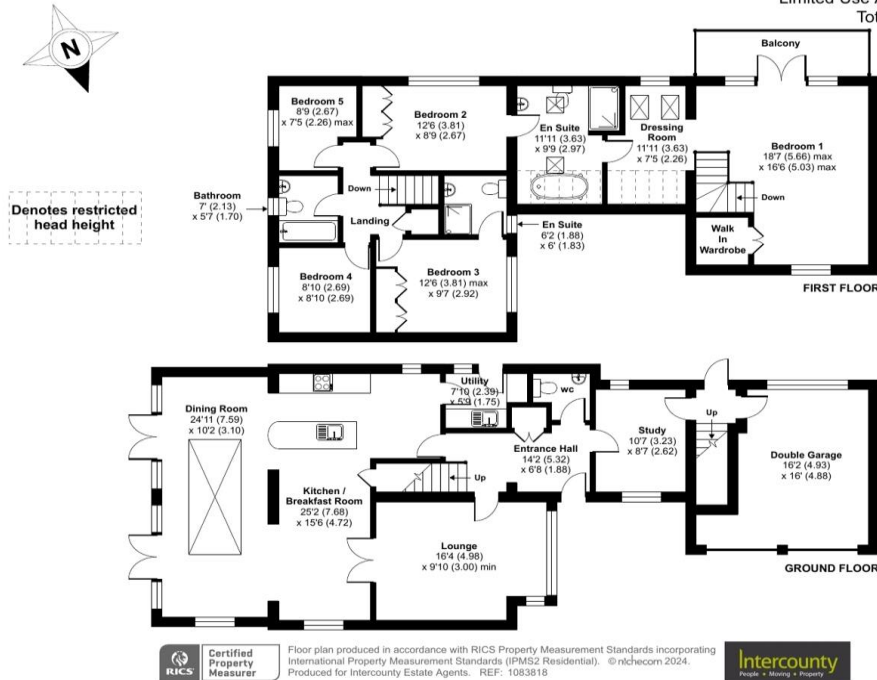 Limited Use
Tot
N
Balcony
Bedroom 5
8'9 (2.67)
x 7'5 (2.26) max
Bedroom 2
12'6 (3.81)
x 8'9 (2.67)
En Suite
11'11 (3.63)
x 9'9 (2.97)
Dressing
Room
11'11 (3.63)
x 7'5 (2.26)
Bedroom 1
18'7 (5.66) max
x 16'6 (5.03) max
Denotes restricted
head height
Bathroom
7' (2.13)
x 5'7 (1.70)
Down
Landing
Down
En Suite
6'2 (1.88)
x 6' (1.83)
Walk
In
Wardrobe
Bedroom 4
8'10 (2.69)
x 8'10 (2.69)
Bedroom 3
12'6 (3.81) max
x 9'7 (2.92)
FIRST FLOOR
Dining Room
24'11 (7.59)
x 10'2 (3.10)
Utility
7'10 (2.39)
x 5'9 (1.75)
WC
Study
10'7 (3.23)
x 8'7 (2.62)
Up
Entrance Hall
14'2 (5.32)
x 6'8 (1.88)
Double Garage
16'2 (4.93)
x 16' (4.88)
Up
Kitchen /
Breakfast Room
25'2 (7.68)
x 15'6 (4.72)
Lounge
16'4 (4.98)
x 9'10 (3.00) min
GROUND FLOOR
RICS
Certified
Property
Measurer
Floor plan produced in accordance with RICS Property Measurement Standards incorporating
International Property Measurement Standards (IPMS2 Residential). © nichecom 2024.
Produced for Intercounty Estate Agents. REF: 1083818
Intercounty
People • Moving • Property